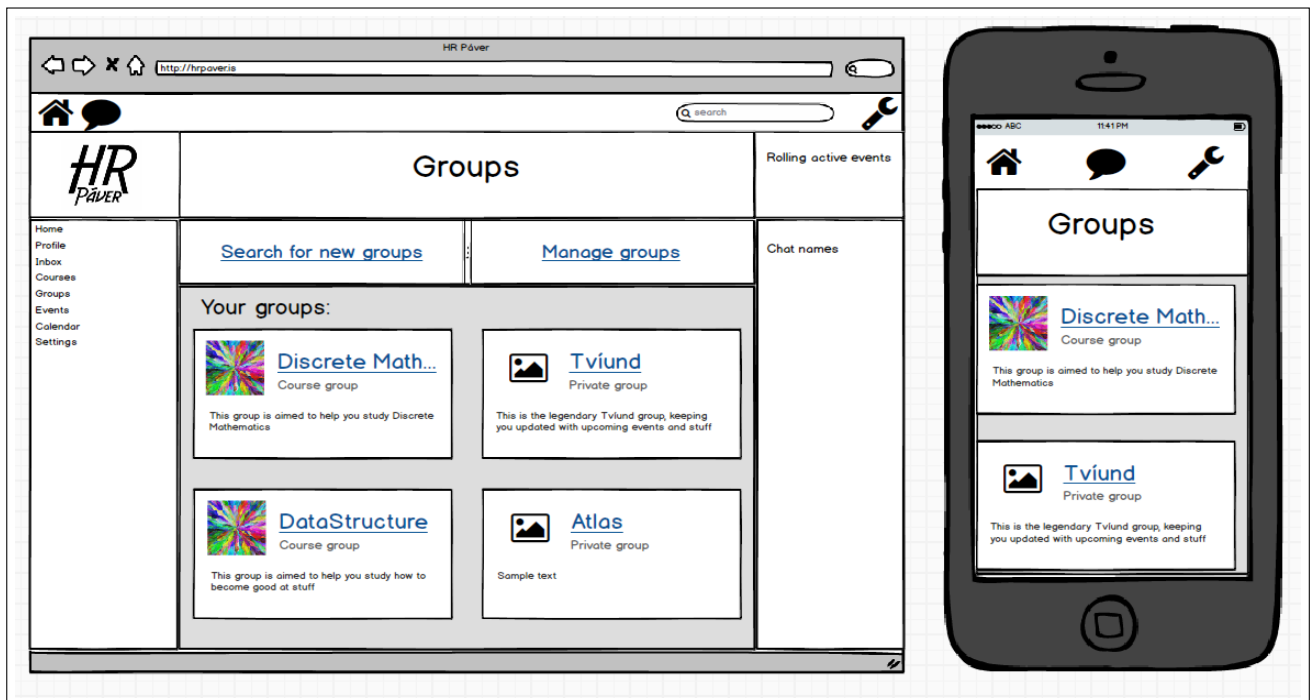 HR Páver
http://hrpaver.is
search
HR
PÁVER
Groups
Rolling active events
Home
Profile
Inbox
Courses
Groups
Events
Calendar
Settings
Search for new groups
Manage groups
Chat names
Your groups:
Discrete Math...
Course group
This group is aimed to help you study Discrete
Mathematics
Tvíund
Private group
This is the legendary Tvíund group, keeping
you updated with upcoming events and stuff
DataStructure
Course group
This group is aimed to help you study how to
become good at stuff
Atlas
Private group
Sample text
ABC
11:41 PM
Groups
Discrete Math...
Course group
This group is aimed to help you study Discrete
Mathematics
Tvíund
Private group
This is the legendary Tvíund group, keeping
you updated with upcoming events and stuff